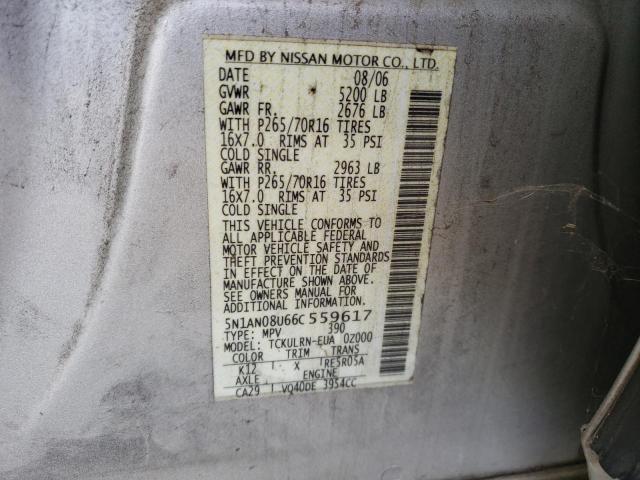 MFD BY NISSAN MOTOR CO., LTD.
DATE 08/06
GVWR 5200 LB
GAWR FR. 2676 LB
WITH P265/70R16 TIRES
16X7.0 RIMS AT 35 PSI
COLD SINGLE
GAWR RR. 2963 LB
WITH P265/70R16 TIRES
16X7.0 RIMS AT 35 PSI
COLD SINGLE
THIS VEHICLE CONFORMS TO
ALL APPLICABLE FEDERAL
MOTOR VEHICLE SAFETY AND
THEFT PREVENTION STANDARDS
IN EFFECT ON THE DATE OF
MANUFACTURE SHOWN ABOVE.
SEE OWNERS MANUAL FOR
ADDITIONAL INFORMATION.
5N1AN08U66C559617
TYPE: MPV 390
MODEL: TCKULRN-EUA 0Z000
COLOR TRIM TRANS
K12 X RE5R05A
AXLE ENGINE
CA29 VQ40DE 3954CC